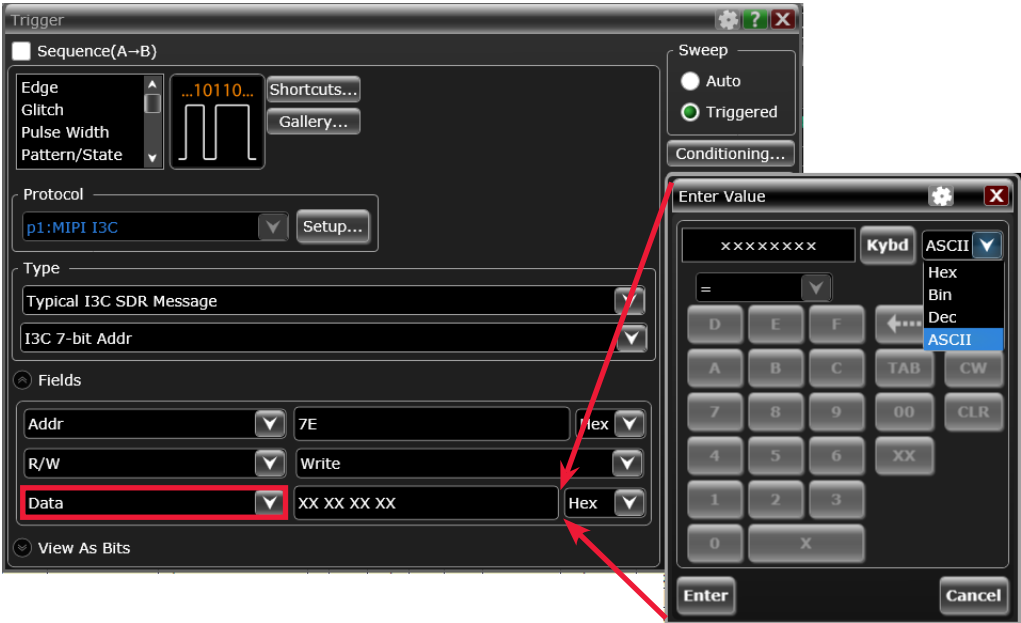 Trigger
?
X
Sequence(A→B)
Edge
Glitch
Pulse Width
Pattern/State
...10110...
Shortcuts...
Gallery...
Sweep
Auto
Triggered
Conditioning...
Protocol
p1:MIPI I3C
Setup...
Type
Typical I3C SDR Message
I3C 7-bit Addr
Fields
Addr
7E
Hex
R/W
Write
Data
XX XX XX XX
Hex
View As Bits
Enter Value
X
××××××××
Kybd
ASCII
Hex
Bin
Dec
ASCII
=
D E F
A B C TAB CW
7 8 9 00 CLR
4 5 6 XX
1 2 3
0 X
Enter
Cancel